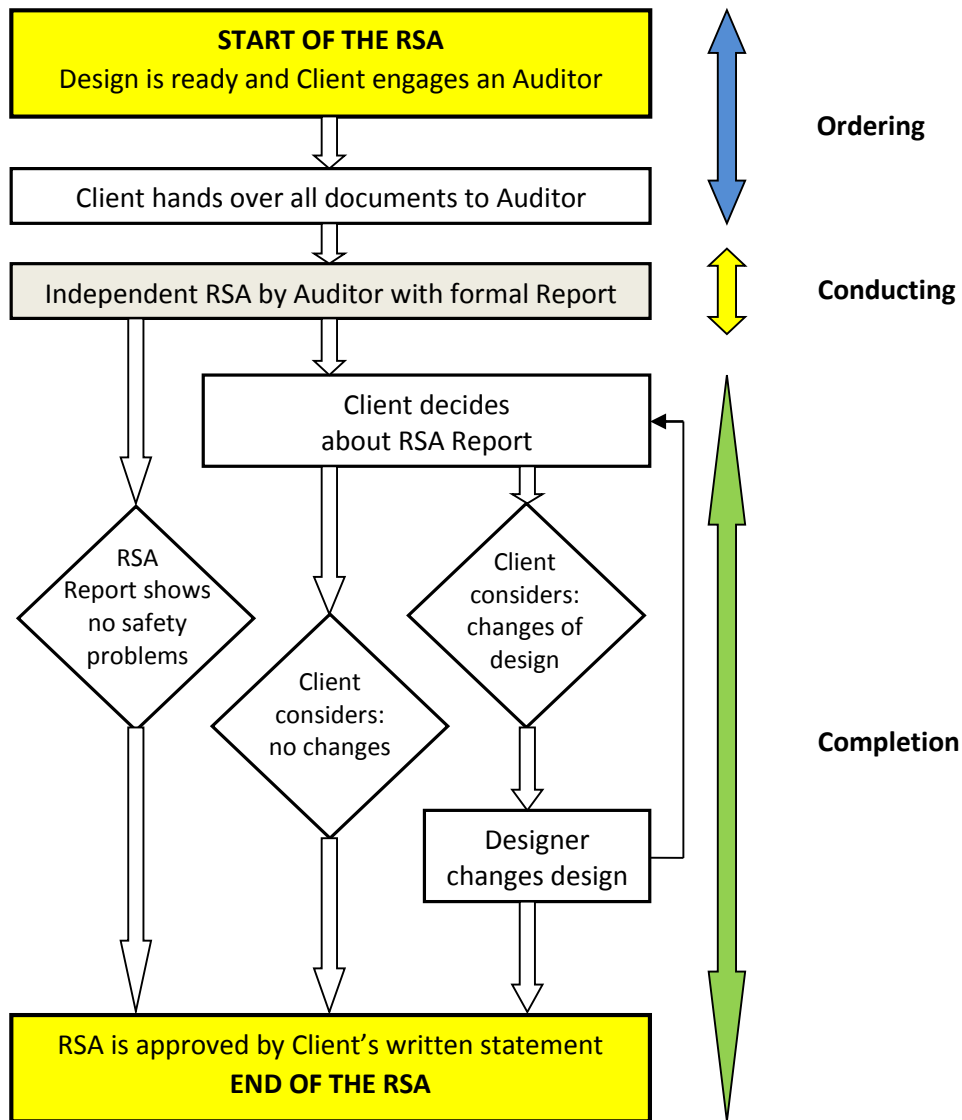 START OF THE RSA
Design is ready and Client engages an Auditor
Ordering
Client hands over all documents to Auditor
Independent RSA by Auditor with formal Report
Conducting
Client decides
about RSA Report
RSA
Report shows
no safety
problems
Client
considers:
no changes
Client
considers:
changes of
design
Completion
Designer
changes design
RSA is approved by Client’s written statement
END OF THE RSA